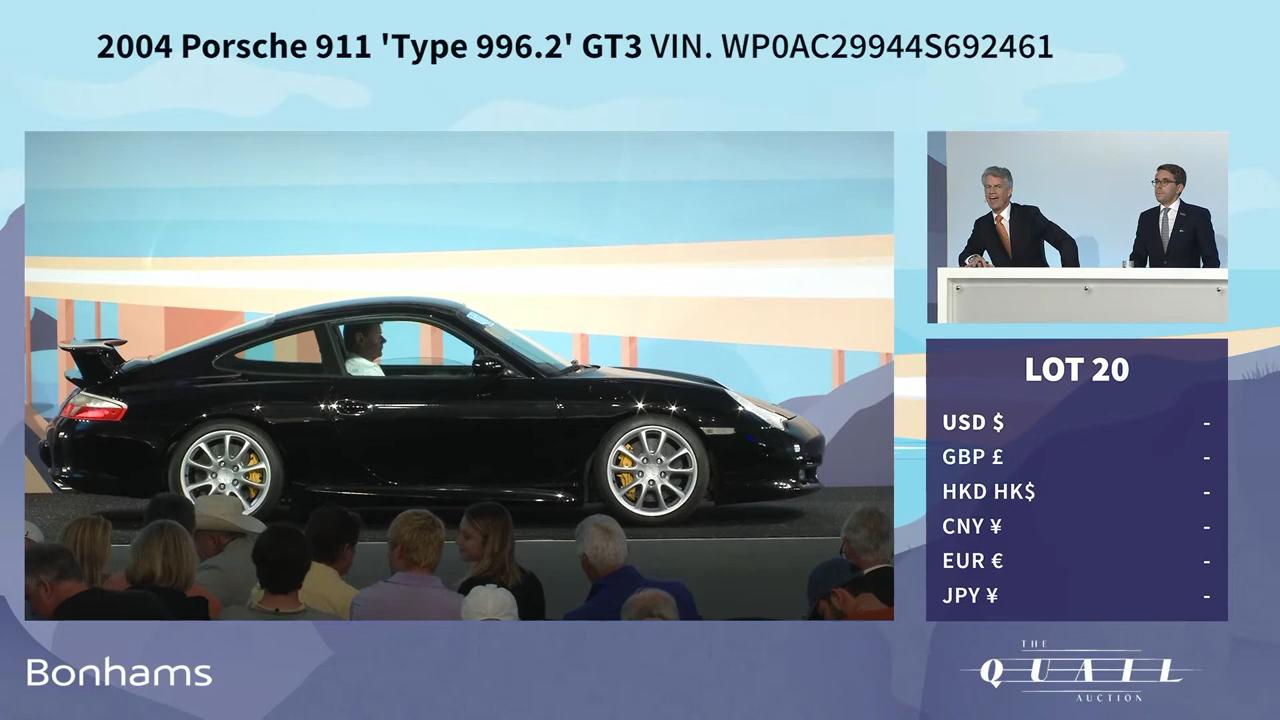 2004 Porsche 911 'Type 996.2' GT3 VIN. WP0AC29944S692461
LOT 20
USD $ -
GBP £ -
HKD HK$ -
CNY ¥ -
EUR € -
JPY ¥ -
Bonhams
THE
QUAIL
AUCTION